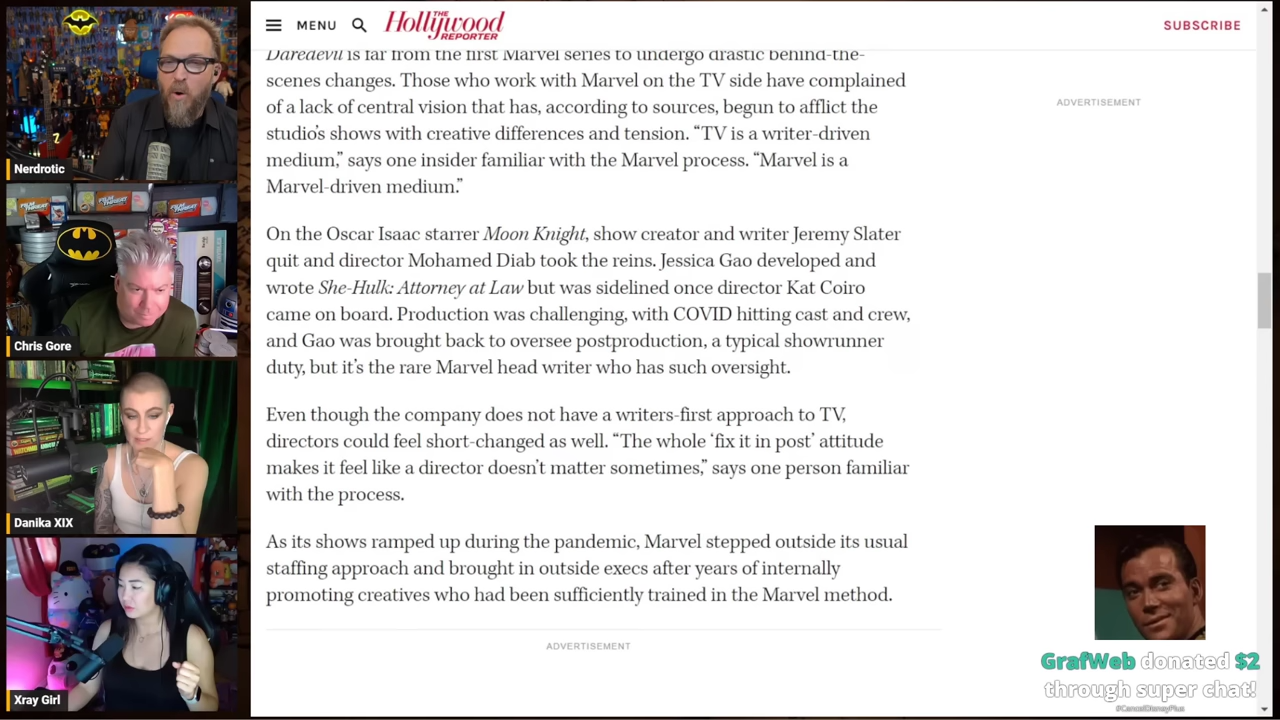 MENU
THE
Hollywood
REPORTER
SUBSCRIBE
Daredevil is far from the first Marvel series to undergo drastic behind-the-
scenes changes. Those who work with Marvel on the TV side have complained
of a lack of central vision that has, according to sources, begun to afflict the
studio's shows with creative differences and tension. “TV is a writer-driven
medium,” says one insider familiar with the Marvel process. “Marvel is a
Marvel-driven medium.”
On the Oscar Isaac starrer Moon Knight, show creator and writer Jeremy Slater
quit and director Mohamed Diab took the reins. Jessica Gao developed and
wrote She-Hulk: Attorney at Law but was sidelined once director Kat Coiro
came on board. Production was challenging, with COVID hitting cast and crew,
and Gao was brought back to oversee postproduction, a typical showrunner
duty, but it’s the rare Marvel head writer who has such oversight.
Even though the company does not have a writers-first approach to TV,
directors could feel short-changed as well. “The whole ‘fix it in post’ attitude
makes it feel like a director doesn’t matter sometimes,” says one person familiar
with the process.
As its shows ramped up during the pandemic, Marvel stepped outside its usual
staffing approach and brought in outside execs after years of internally
promoting creatives who had been sufficiently trained in the Marvel method.
ADVERTISEMENT
ADVERTISEMENT
Nerdrotic
Chris Gore
Danika XIX
Xray Girl
GrafWeb donated $2
through super chat!
#CancelDisneyPlus